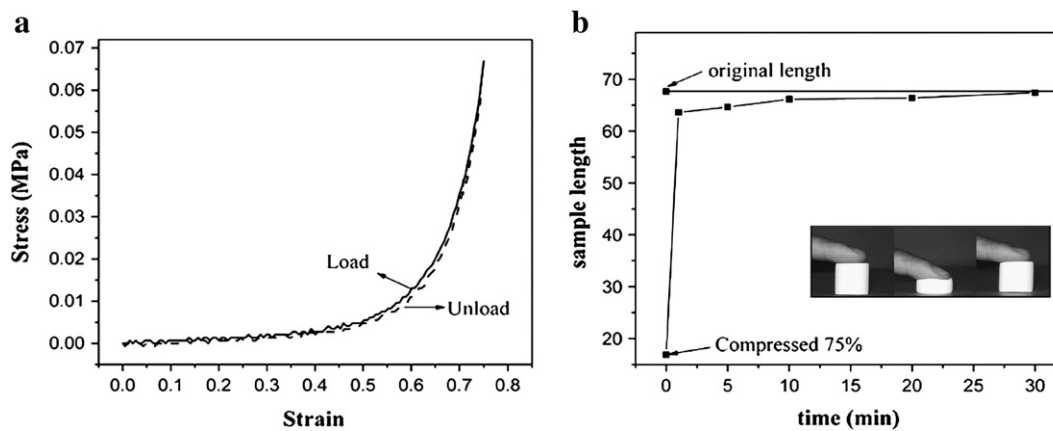 a
0.07
0.06
0.05
0.04
0.03
0.02
0.01
0.00
Stress (MPa)
Load
Unload
0.0 0.1 0.2 0.3 0.4 0.5 0.6 0.7 0.8
Strain
b
70
60
50
40
30
20
sample length
original length
Compressed 75%
0 5 10 15 20 25 30
time (min)